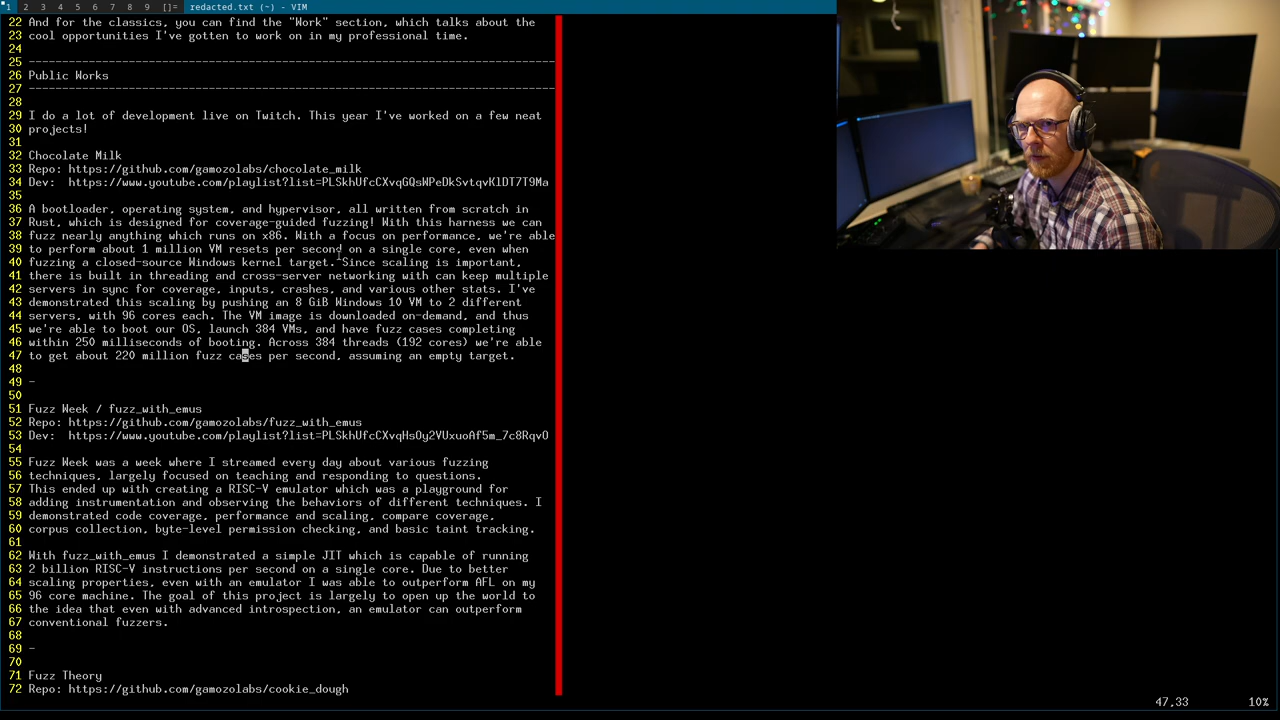 1 2 3 4 5 6 7 8 9 []= redacted.txt (~) - VIM
22 And for the classics, you can find the "Work" section, which talks about the
23 cool opportunities I've gotten to work on in my professional time.
24
25 -------------------------------------------------------------------------------
26 Public Works
27 -------------------------------------------------------------------------------
28
29 I do a lot of development live on Twitch. This year I've worked on a few neat
30 projects!
31
32 Chocolate Milk
33 Repo: https://github.com/gamozolabs/chocolate_milk
34 Dev:  https://www.youtube.com/playlist?list=PLSkhUfcCXvqGQsWPeDkSvtqvKlDT7T9Ma
35
36 A bootloader, operating system, and hypervisor, all written from scratch in
37 Rust, which is designed for coverage-guided fuzzing! With this harness we can
38 fuzz nearly anything which runs on x86. With a focus on performance, we're able
39 to perform about 1 million VM resets per second on a single core, even when
40 fuzzing a closed-source Windows kernel target. Since scaling is important,
41 there is built in threading and cross-server networking with can keep multiple
42 servers in sync for coverage, inputs, crashes, and various other stats. I've
43 demonstrated this scaling by pushing an 8 GiB Windows 10 VM to 2 different
44 servers, with 96 cores each. The VM image is downloaded on-demand, and thus
45 we're able to boot our OS, launch 384 VMs, and have fuzz cases completing
46 within 250 milliseconds of booting. Across 384 threads (192 cores) we're able
47 to get about 220 million fuzz cases per second, assuming an empty target.
48
49 -
50
51 Fuzz Week / fuzz_with_emus
52 Repo: https://github.com/gamozolabs/fuzz_with_emus
53 Dev:  https://www.youtube.com/playlist?list=PLSkhUfcCXvqHsOy2VUxuoAf5m_7c8RqvO
54
55 Fuzz Week was a week where I streamed every day about various fuzzing
56 techniques, largely focused on teaching and responding to questions.
57 This ended up with creating a RISC-V emulator which was a playground for
58 adding instrumentation and observing the behaviors of different techniques. I
59 demonstrated code coverage, performance and scaling, compare coverage,
60 corpus collection, byte-level permission checking, and basic taint tracking.
61
62 With fuzz_with_emus I demonstrated a simple JIT which is capable of running
63 2 billion RISC-V instructions per second on a single core. Due to better
64 scaling properties, even with an emulator I was able to outperform AFL on my
65 96 core machine. The goal of this project is largely to open up the world to
66 the idea that even with advanced introspection, an emulator can outperform
67 conventional fuzzers.
68
69 -
70
71 Fuzz Theory
72 Repo: https://github.com/gamozolabs/cookie_dough
47,33 10%